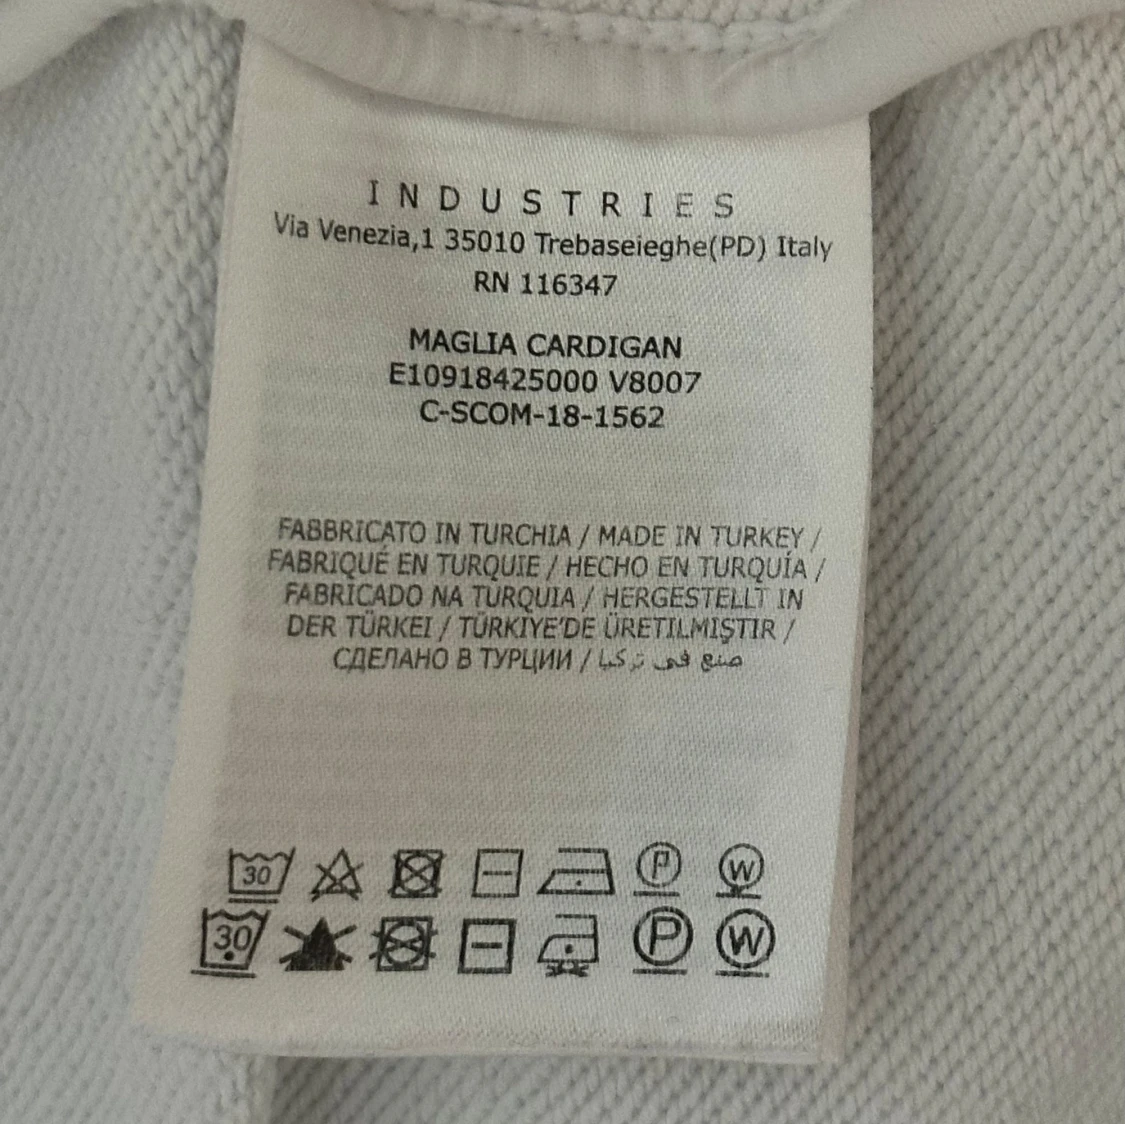 INDUSTRIES
Via Venezia,1 35010 Trebaseieghe(PD) Italy
RN 116347
MAGLIA CARDIGAN
E10918425000 V8007
C-SCOM-18-1562
FABBRICATO IN TURCHIA / MADE IN TURKEY /
FABRIQUÉ EN TURQUIE / HECHO EN TURQUÍA /
FABRICADO NA TURQUIA / HERGESTELLT IN
DER TÜRKEI / TÜRKIYE'DE ÜRETILMIŞTIR /
СДЕЛАНО В ТУРЦИИ / صنع في تركيا
30 P W
30 P W